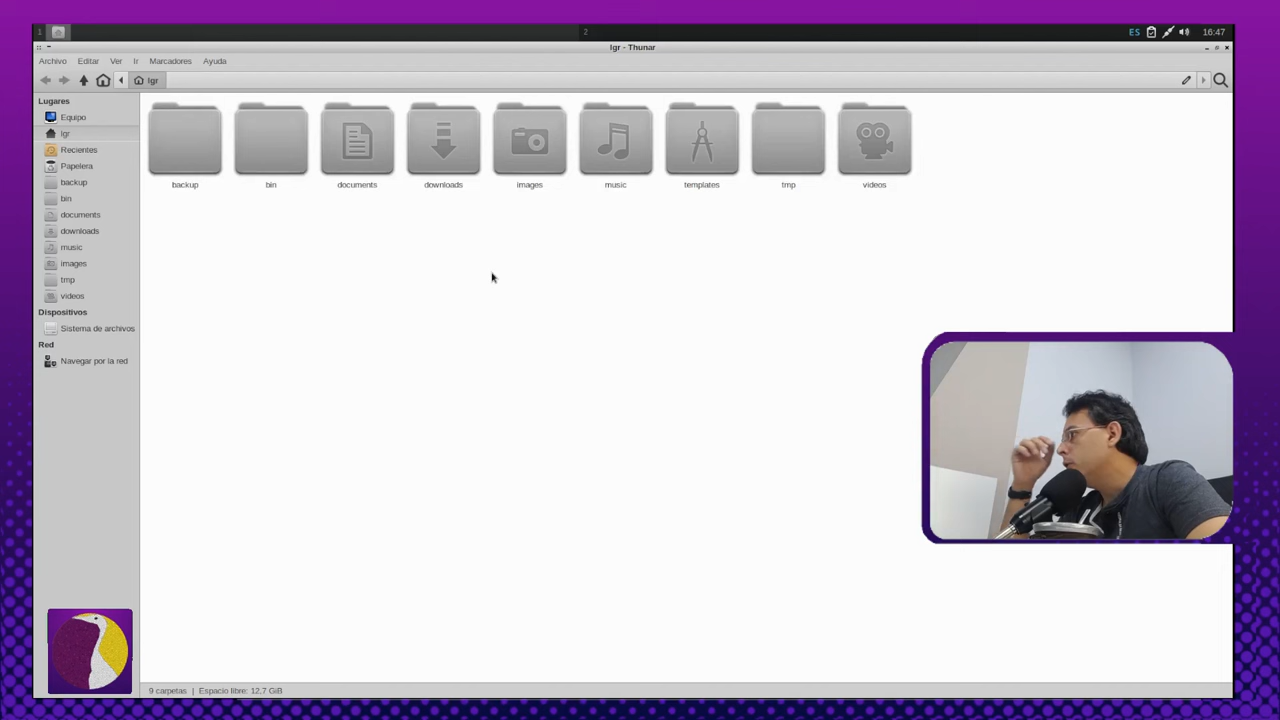 1
2
ES
16:47
lgr - Thunar
Archivo Editar Ver Ir Marcadores Ayuda
lgr
Lugares
Equipo
lgr
Recientes
Papelera
backup
bin
documents
downloads
music
images
tmp
videos
Dispositivos
Sistema de archivos
Red
Navegar por la red
backup bin documents downloads images music templates tmp videos
9 carpetas | Espacio libre: 12,7 GiB